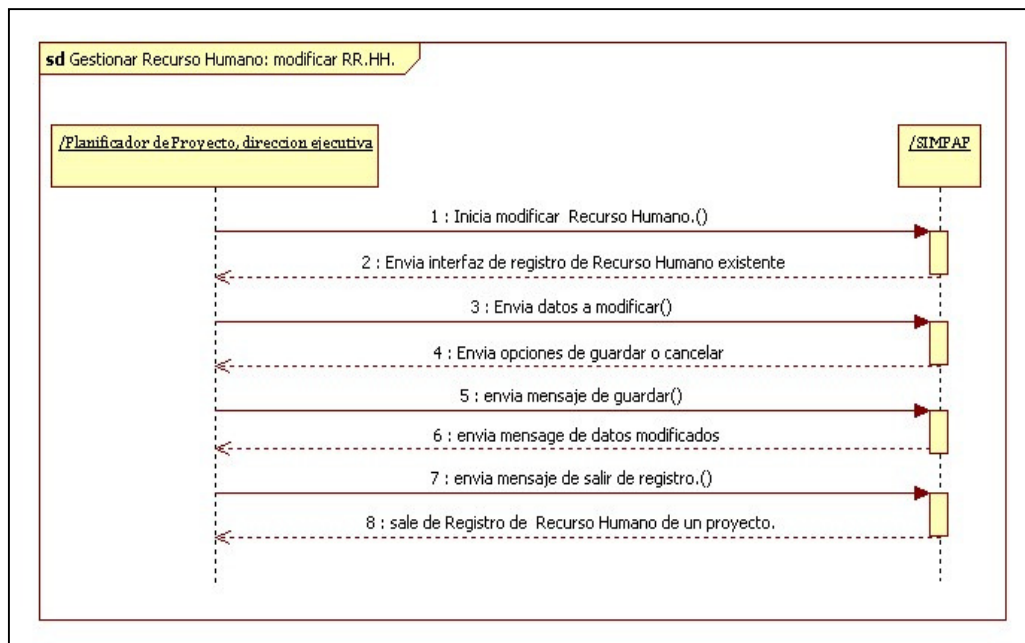 sd Gestionar Recurso Humano: modificar RR.HH.
/Planificador de Proyecto, direccion ejecutiva
/SIMPAP
1 : Inicia modificar Recurso Humano.()
2 : Envia interfaz de registro de Recurso Humano existente
3 : Envia datos a modificar()
4 : Envia opciones de guardar o cancelar
5 : envia mensaje de guardar()
6 : envia mensage de datos modificados
7 : envia mensaje de salir de registro.()
8 : sale de Registro de Recurso Humano de un proyecto.